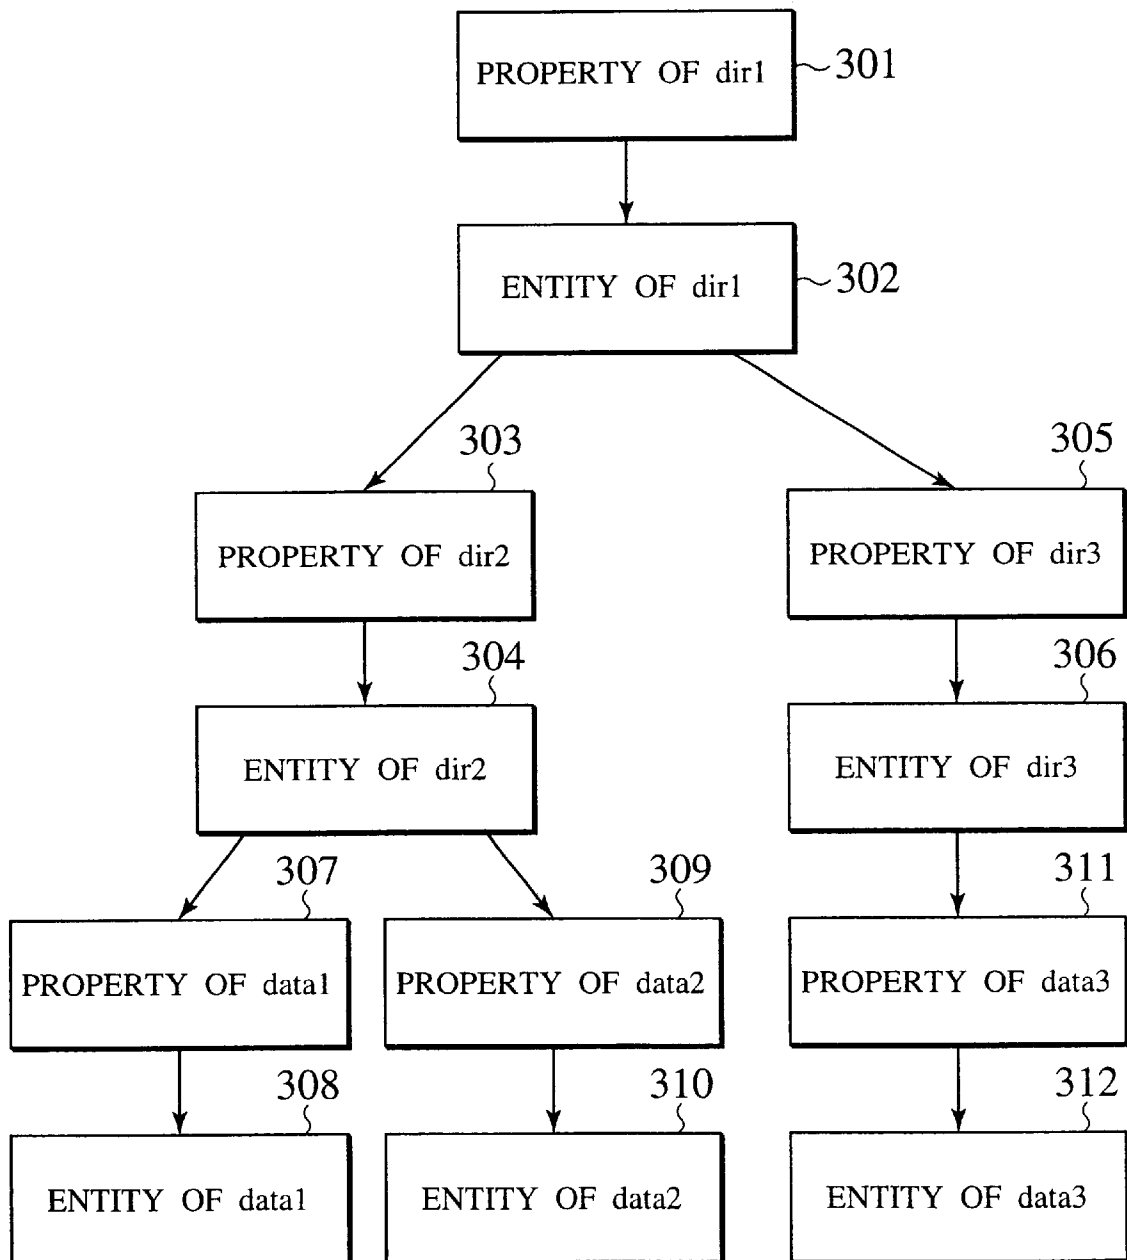 PROPERTY OF dir1
301
ENTITY OF dir1
302
303
305
PROPERTY OF dir2
PROPERTY OF dir3
304
306
ENTITY OF dir2
ENTITY OF dir3
307
309
311
PROPERTY OF data1
PROPERTY OF data2
PROPERTY OF data3
308
310
312
ENTITY OF data1
ENTITY OF data2
ENTITY OF data3